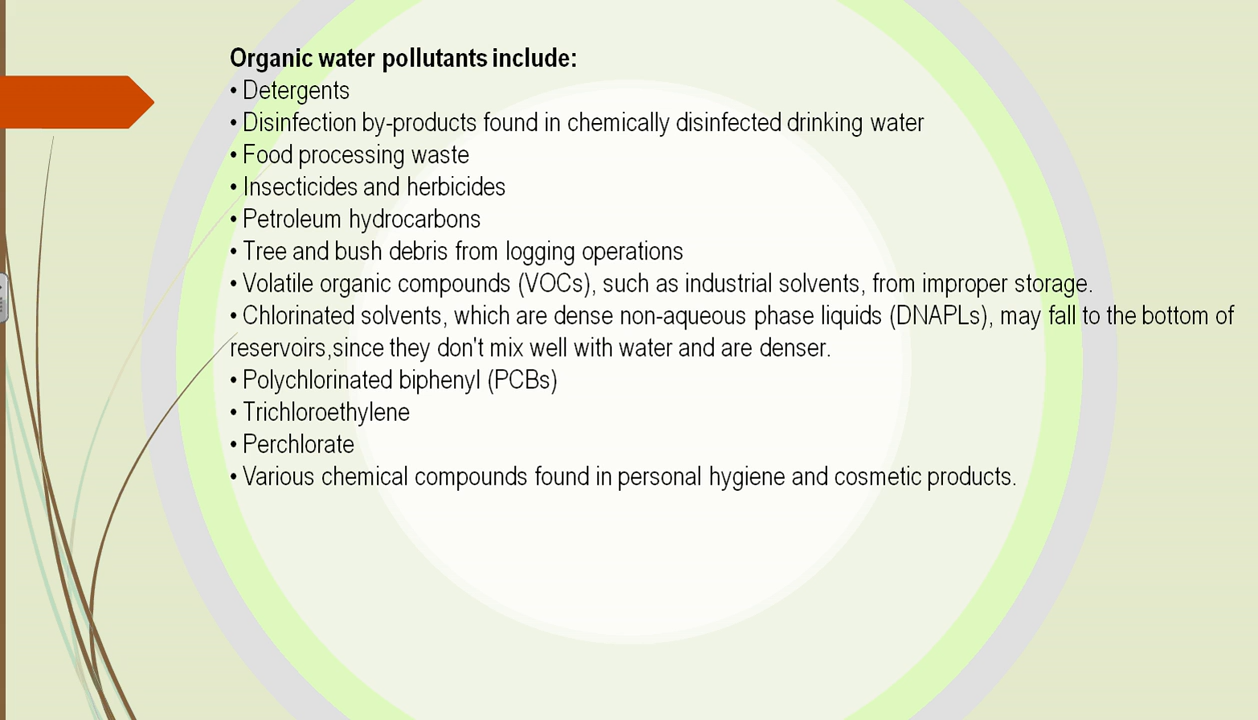 Organic water pollutants include:
• Detergents
• Disinfection by-products found in chemically disinfected drinking water
• Food processing waste
• Insecticides and herbicides
• Petroleum hydrocarbons
• Tree and bush debris from logging operations
• Volatile organic compounds (VOCs), such as industrial solvents, from improper storage.
• Chlorinated solvents, which are dense non-aqueous phase liquids (DNAPLs), may fall to the bottom of
reservoirs,since they don't mix well with water and are denser.
• Polychlorinated biphenyl (PCBs)
• Trichloroethylene
• Perchlorate
• Various chemical compounds found in personal hygiene and cosmetic products.